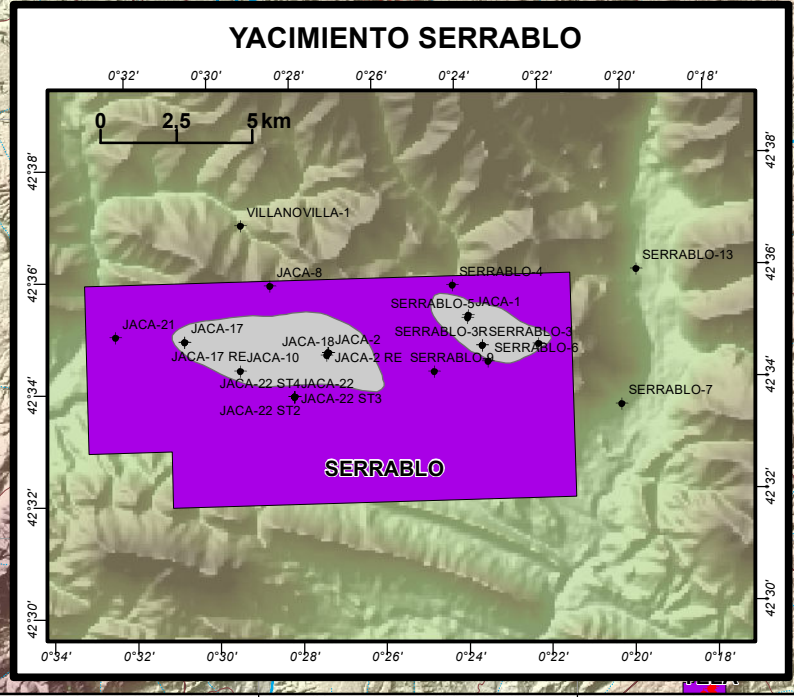 YACIMIENTO SERRABLO
0°32' 0°30' 0°28' 0°26' 0°24' 0°22' 0°20' 0°18'
0 2,5 5 km
42°38' 42°38'
VILLANOVILLA-1
SERRABLO-13
42°36' 42°36'
JACA-8 SERRABLO-4
SERRABLO-5 JACA-1
JACA-21 JACA-17
SERRABLO-3R SERRABLO-3
JACA-18 JACA-2
SERRABLO-6
JACA-17 RE JACA-10 JACA-2 RE SERRABLO-9
42°34' 42°34'
JACA-22 ST4 JACA-22
SERRABLO-7
JACA-22 ST3
JACA-22 ST2
SERRABLO
42°32' 42°32'
42°30' 42°30'
0°34' 0°32' 0°30' 0°28' 0°26' 0°24' 0°22' 0°20' 0°18'